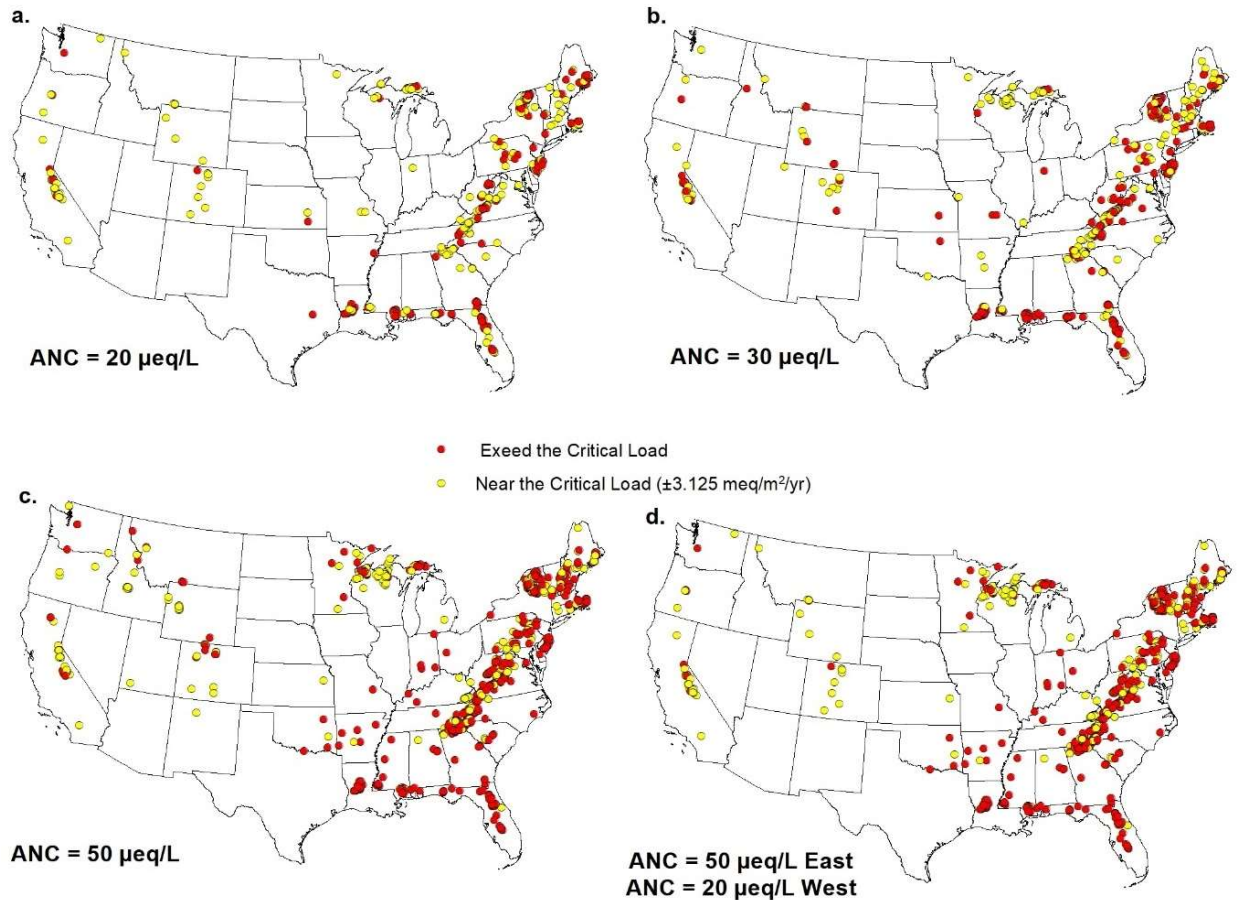 a.
b.
ANC = 20 µeq/L
ANC = 30 µeq/L
Exeed the Critical Load
Near the Critical Load (±3.125 meq/m²/yr)
c.
d.
ANC = 50 µeq/L
ANC = 50 µeq/L East
ANC = 20 µeq/L West